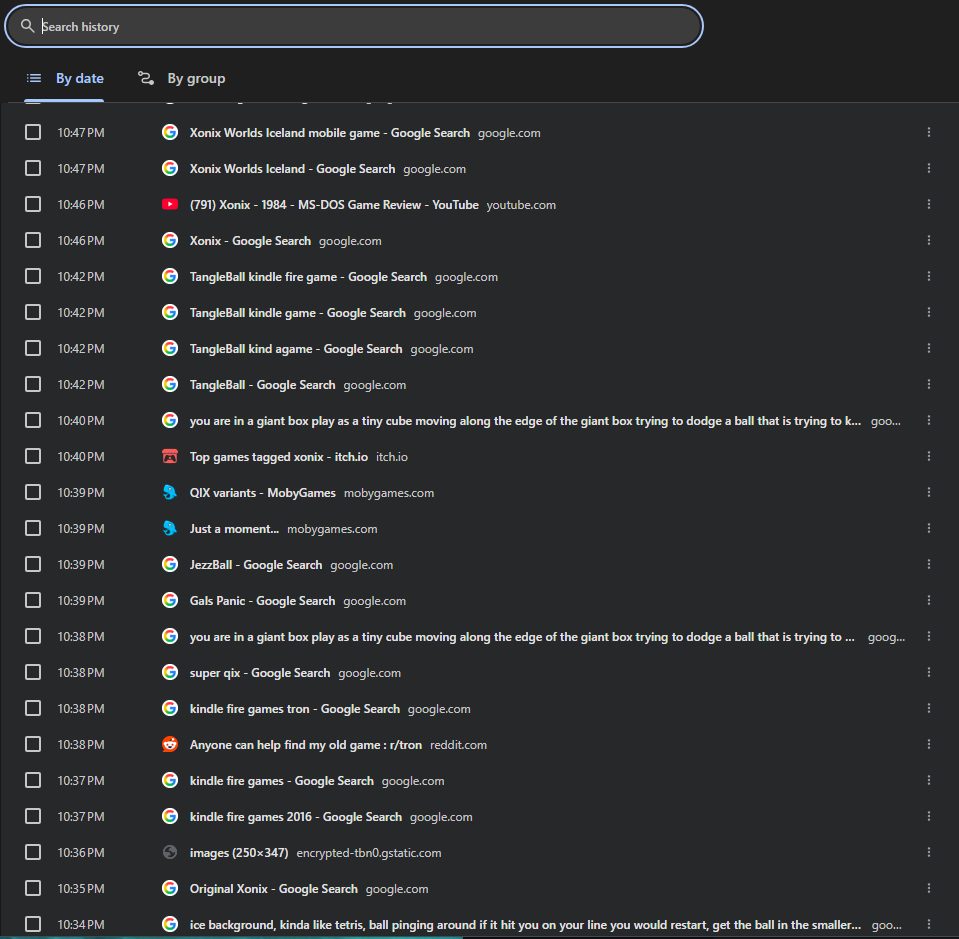 Search history
By date By group
10:47 PM Xonix Worlds Iceland mobile game - Google Search google.com
10:47 PM Xonix Worlds Iceland - Google Search google.com
10:46 PM (791) Xonix - 1984 - MS-DOS Game Review - YouTube youtube.com
10:46 PM Xonix - Google Search google.com
10:42 PM TangleBall kindle fire game - Google Search google.com
10:42 PM TangleBall kindle game - Google Search google.com
10:42 PM TangleBall kind agame - Google Search google.com
10:42 PM TangleBall - Google Search google.com
10:40 PM you are in a giant box play as a tiny cube moving along the edge of the giant box trying to dodge a ball that is trying to k... goo...
10:40 PM Top games tagged xonix - itch.io itch.io
10:39 PM QIX variants - MobyGames mobygames.com
10:39 PM Just a moment... mobygames.com
10:39 PM JezzBall - Google Search google.com
10:39 PM Gals Panic - Google Search google.com
10:38 PM you are in a giant box play as a tiny cube moving along the edge of the giant box trying to dodge a ball that is trying to ... goog...
10:38 PM super qix - Google Search google.com
10:38 PM kindle fire games tron - Google Search google.com
10:38 PM Anyone can help find my old game : r/tron reddit.com
10:37 PM kindle fire games - Google Search google.com
10:37 PM kindle fire games 2016 - Google Search google.com
10:36 PM images (250×347) encrypted-tbn0.gstatic.com
10:35 PM Original Xonix - Google Search google.com
10:34 PM ice background, kinda like tetris, ball pinging around if it hit you on your line you would restart, get the ball in the smaller... goo...